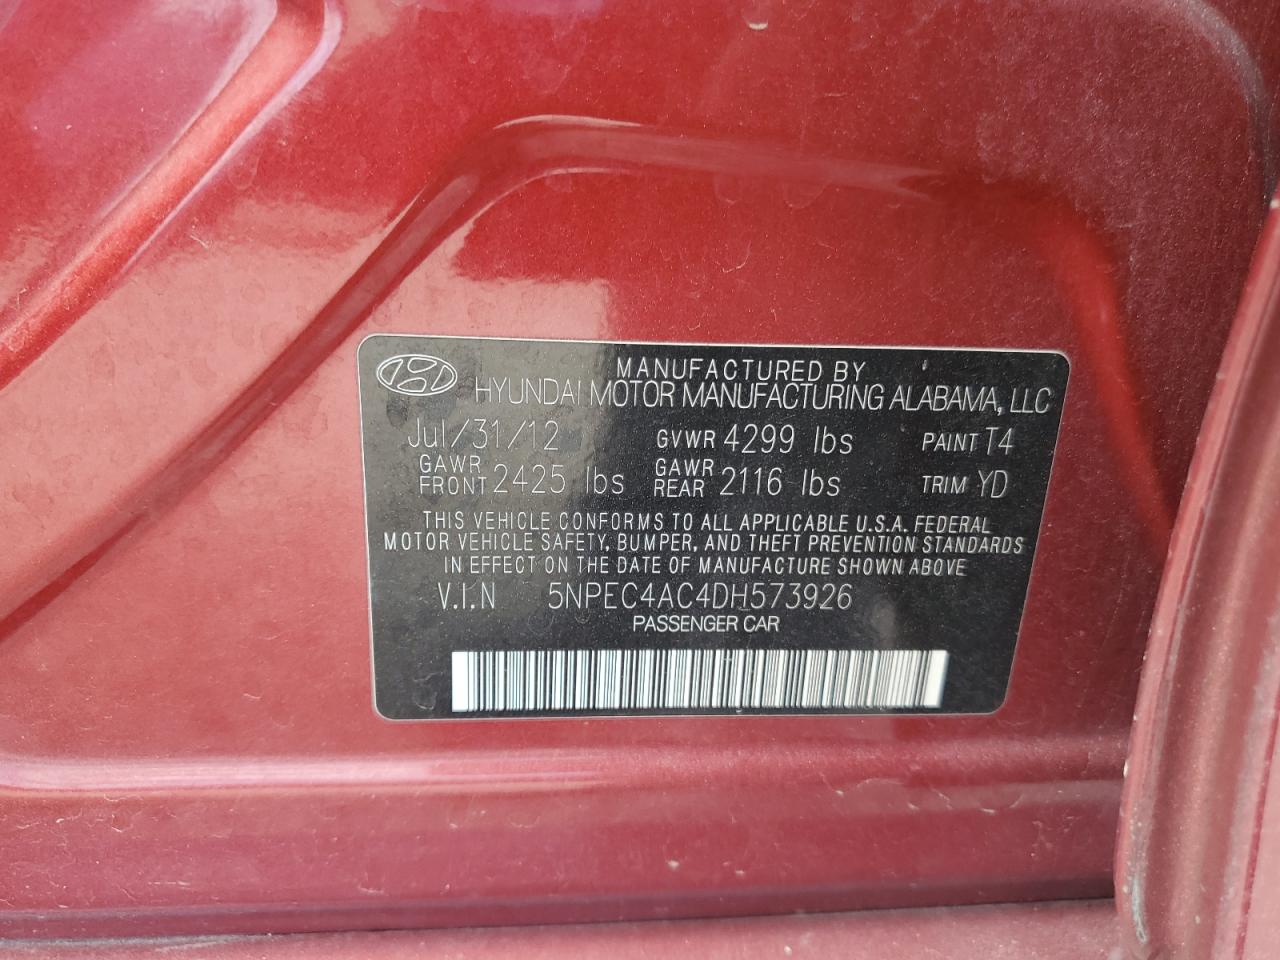 MANUFACTURED BY
HYUNDAI MOTOR MANUFACTURING ALABAMA, LLC
Jul/31/12 GVWR 4299 lbs PAINT T4
GAWR FRONT 2425 lbs GAWR REAR 2116 lbs TRIM YD
THIS VEHICLE CONFORMS TO ALL APPLICABLE U.S.A. FEDERAL
MOTOR VEHICLE SAFETY, BUMPER, AND THEFT PREVENTION STANDARDS
IN EFFECT ON THE DATE OF MANUFACTURE SHOWN ABOVE
V.I.N 5NPEC4AC4DH573926
PASSENGER CAR